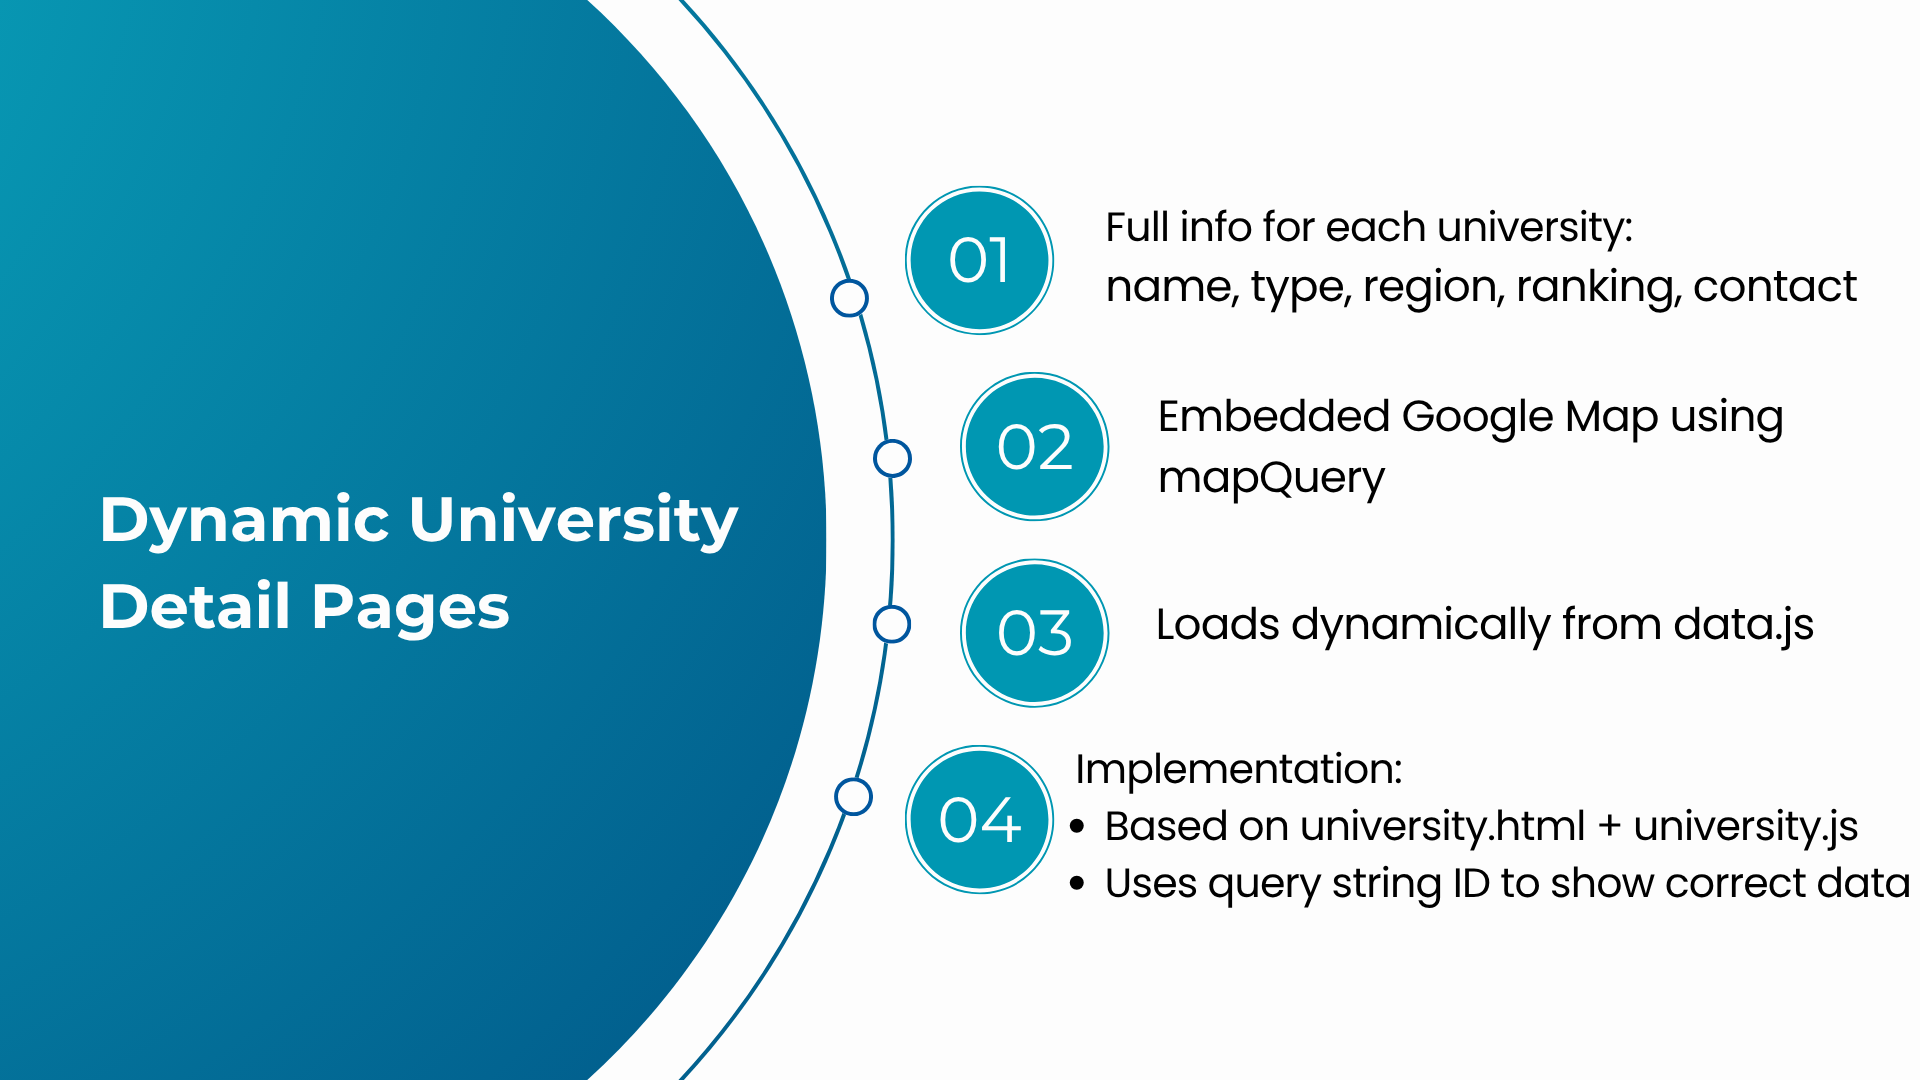 Dynamic University
Detail Pages
01
Full info for each university:
name, type, region, ranking, contact
02
Embedded Google Map using
mapQuery
03
Loads dynamically from data.js
04
Implementation:
• Based on university.html + university.js
• Uses query string ID to show correct data